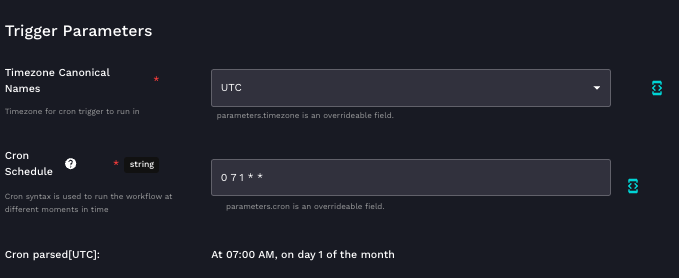 Trigger Parameters
Timezone Canonical
Names
*
UTC
Timezone for cron trigger to run in
parameters.timezone is an overrideable field.
Cron
Schedule
?
* string
0 7 1 * *
Cron syntax is used to run the workflow at
different moments in time
parameters.cron is an overrideable field.
Cron parsed[UTC]:
At 07:00 AM, on day 1 of the month